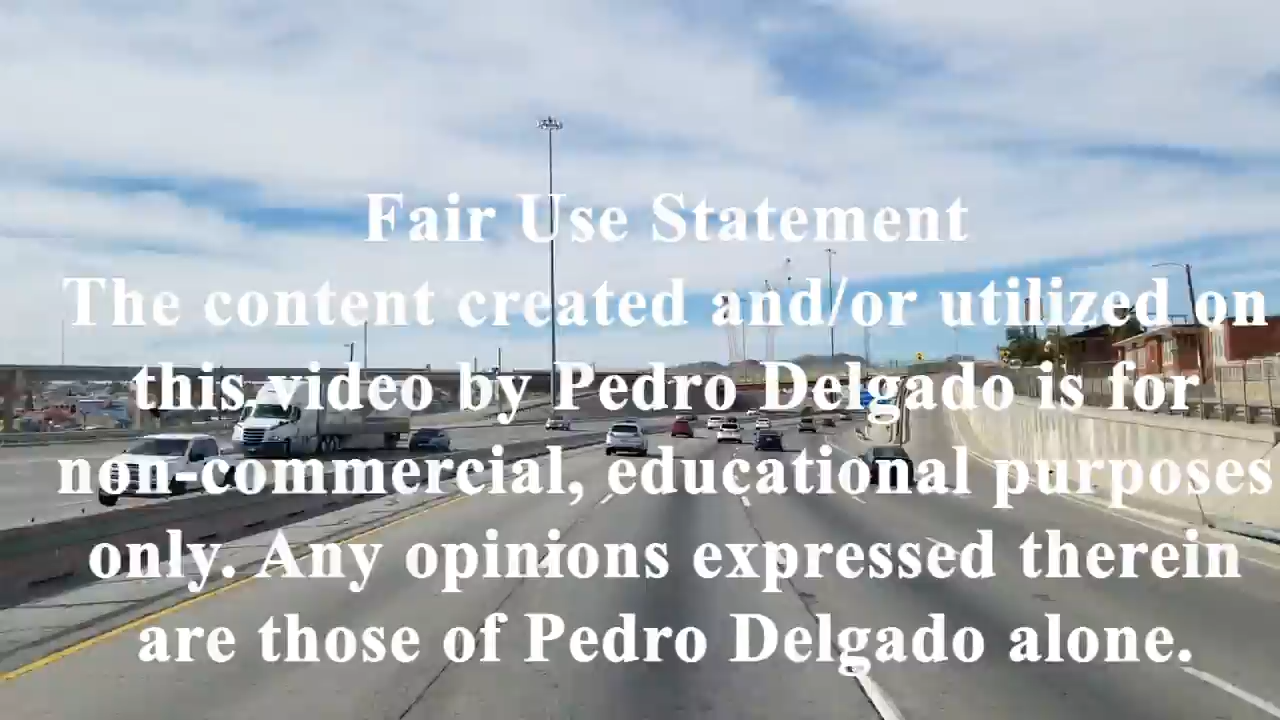 Fair Use Statement
The content created and/or utilized on
this video by Pedro Delgado is for
non-commercial, educational purposes
only. Any opinions expressed therein
are those of Pedro Delgado alone.